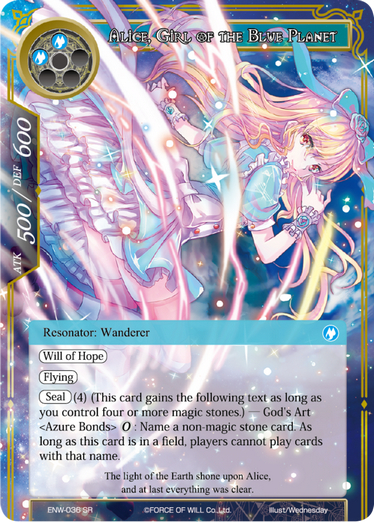 Alice, Girl of the Blue Planet
ATK 500 / DEF 600
Resonator: Wanderer
Will of Hope
Flying
Seal (4) (This card gains the following text as long as
you control four or more magic stones.) — God's Art
<Azure Bonds> O : Name a non-magic stone card. As
long as this card is in a field, players cannot play cards
with that name.
The light of the Earth shone upon Alice,
and at last everything was clear.
ENW-036 SR ©FORCE OF WILL Co.,Ltd. Illust/Wednesday